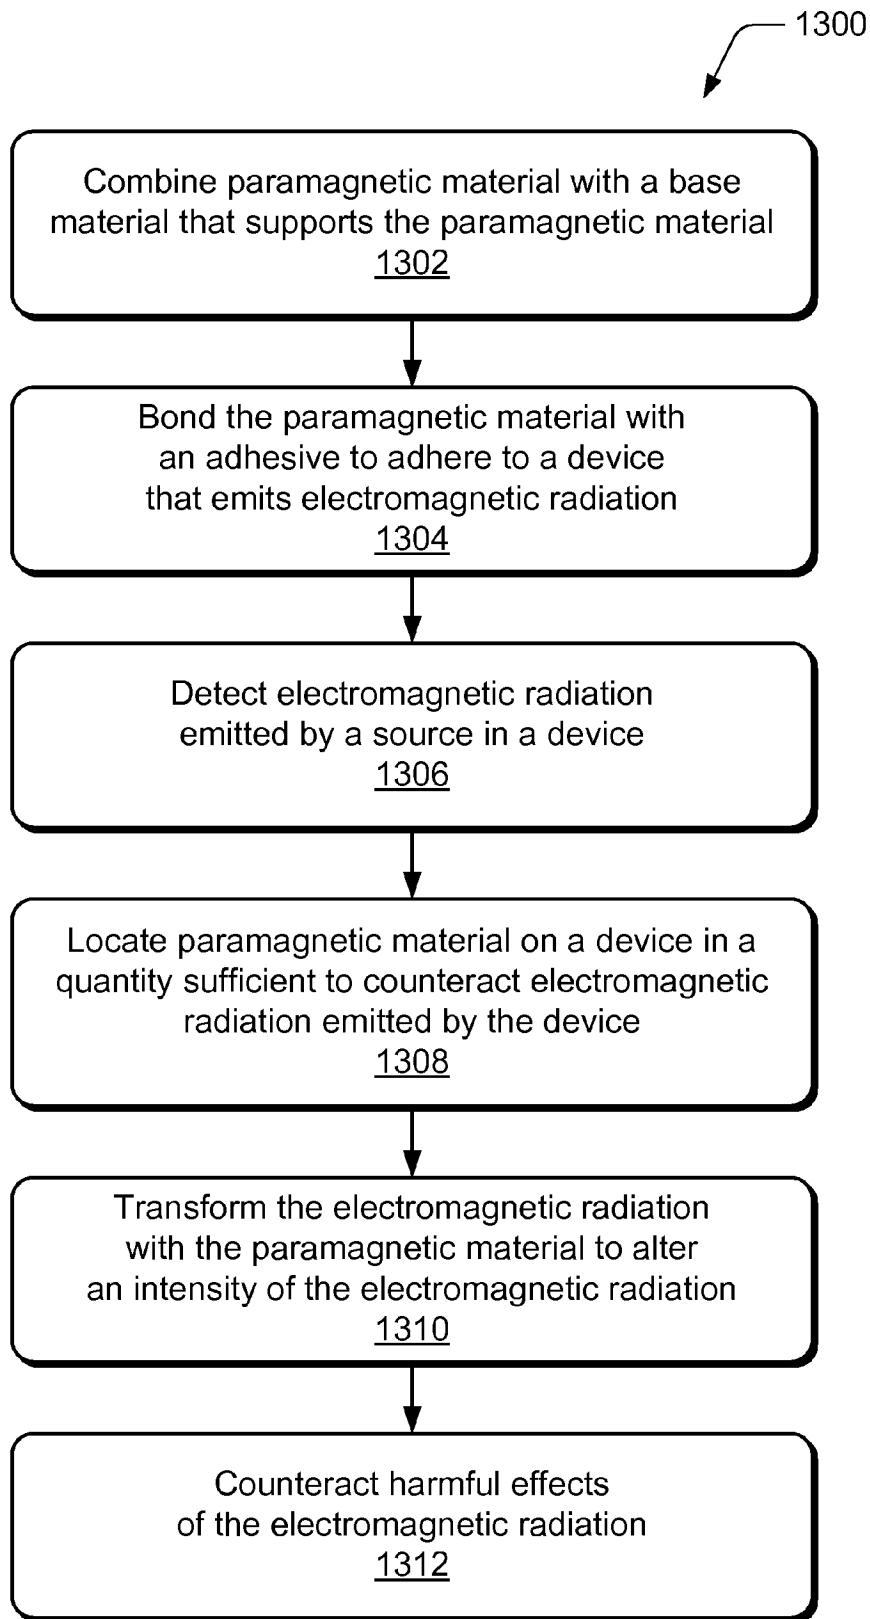 1300
Combine paramagnetic material with a base
material that supports the paramagnetic material
1302
Bond the paramagnetic material with
an adhesive to adhere to a device
that emits electromagnetic radiation
1304
Detect electromagnetic radiation
emitted by a source in a device
1306
Locate paramagnetic material on a device in a
quantity sufficient to counteract electromagnetic
radiation emitted by the device
1308
Transform the electromagnetic radiation
with the paramagnetic material to alter
an intensity of the electromagnetic radiation
1310
Counteract harmful effects
of the electromagnetic radiation
1312